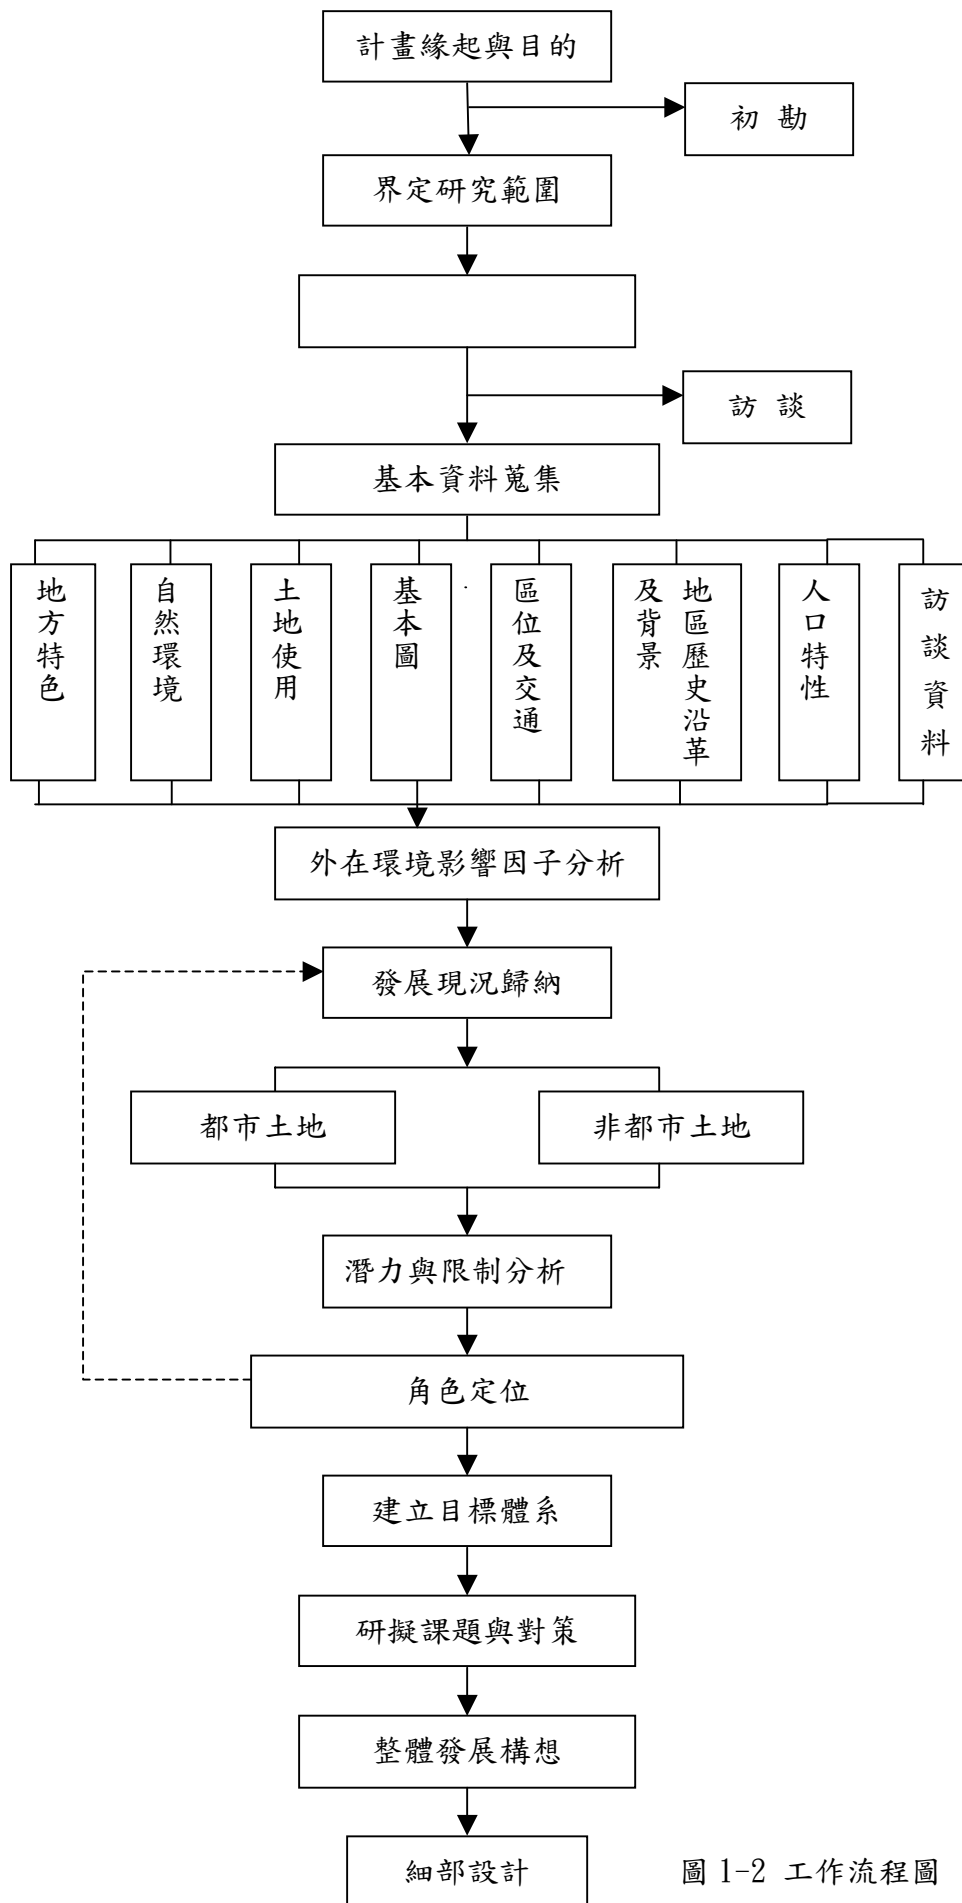 計畫緣起與目的
初 勘
界定研究範圍
訪 談
基本資料蒐集
地方特色
自然環境
土地使用
基本圖
區位及交通
地區歷史沿革
及背景
人口特性
訪談資料
外在環境影響因子分析
發展現況歸納
都市土地
非都市土地
潛力與限制分析
角色定位
建立目標體系
研擬課題與對策
整體發展構想
細部設計
圖 1-2 工作流程圖